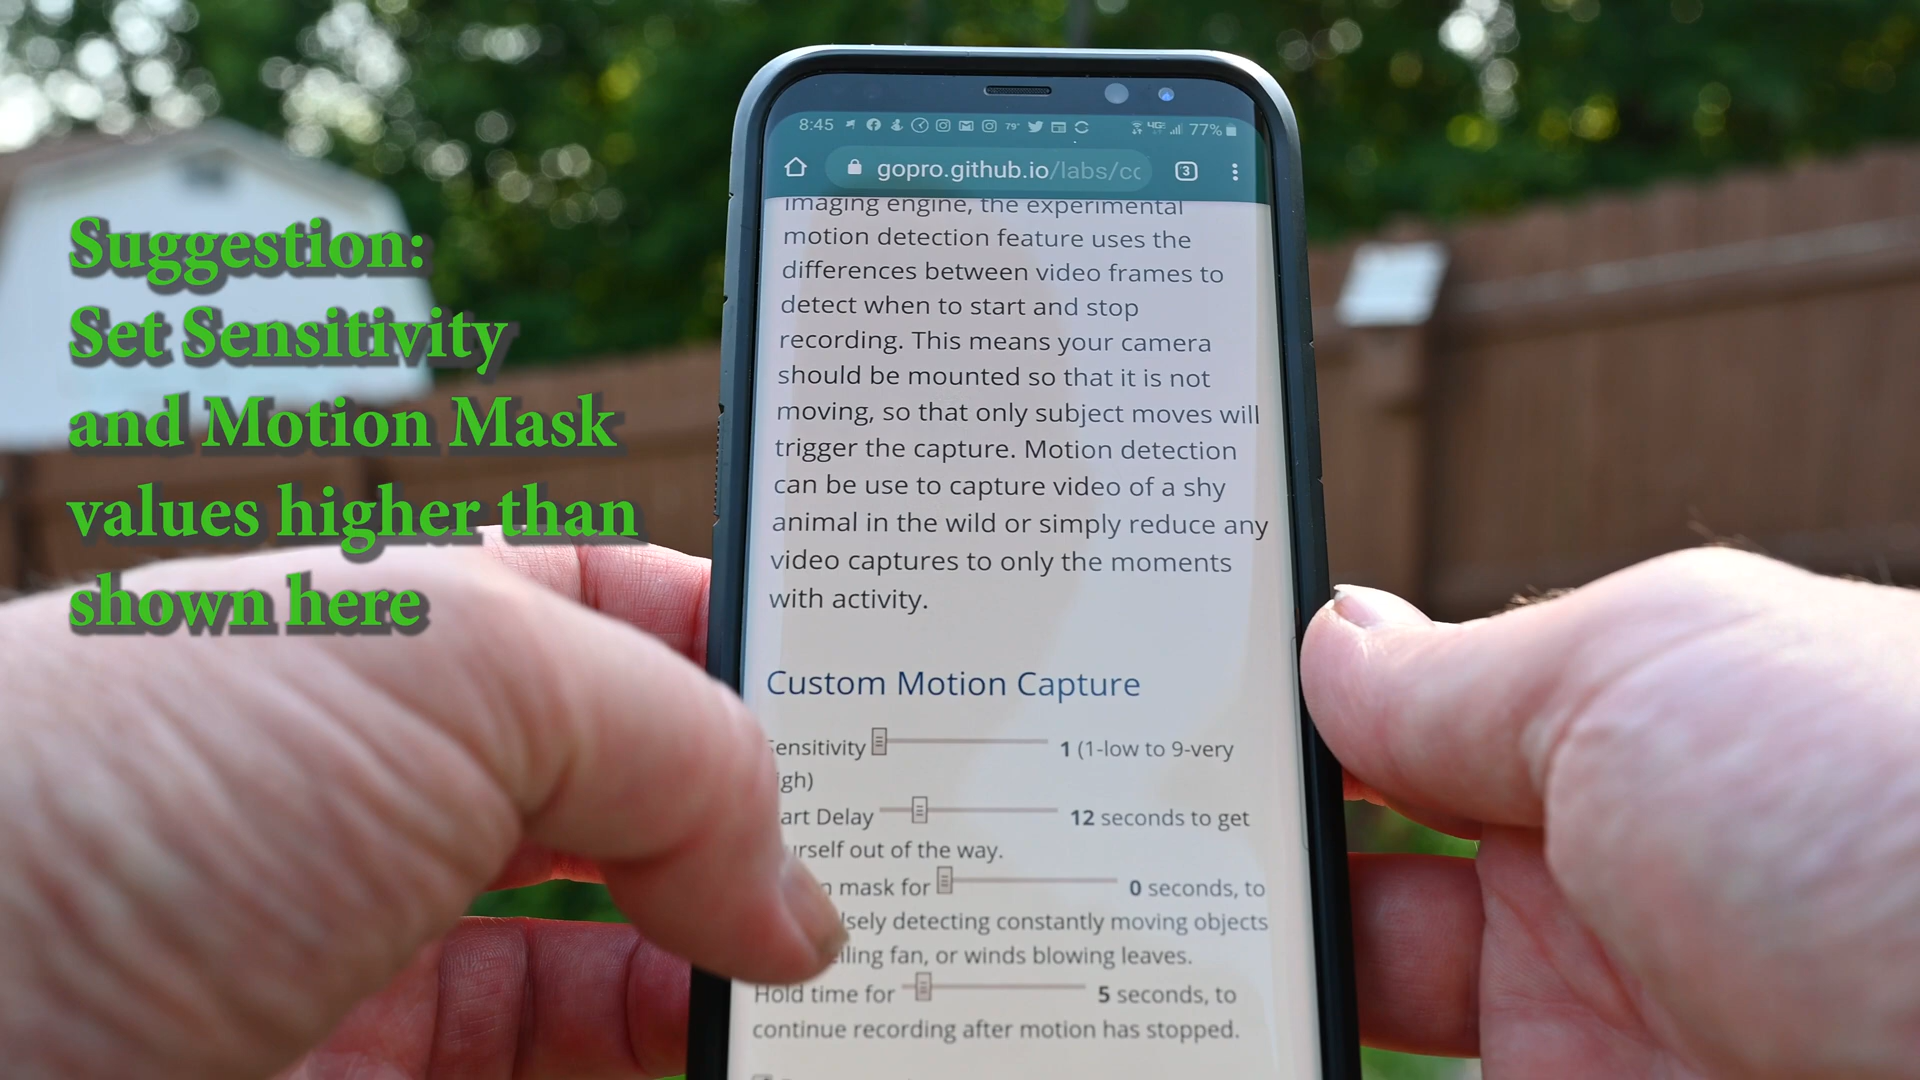 Suggestion:
Set Sensitivity
and Motion Mask
values higher than
shown here
8:45
79°
4G
77%
gopro.github.io/labs/cc
3
imaging engine, the experimental
motion detection feature uses the
differences between video frames to
detect when to start and stop
recording. This means your camera
should be mounted so that it is not
moving, so that only subject moves will
trigger the capture. Motion detection
can be use to capture video of a shy
animal in the wild or simply reduce any
video captures to only the moments
with activity.
Custom Motion Capture
ensitivity 1 (1-low to 9-very
igh)
art Delay 12 seconds to get
urself out of the way.
n mask for 0 seconds, to
lsely detecting constantly moving objects
iling fan, or winds blowing leaves.
Hold time for 5 seconds, to
continue recording after motion has stopped.